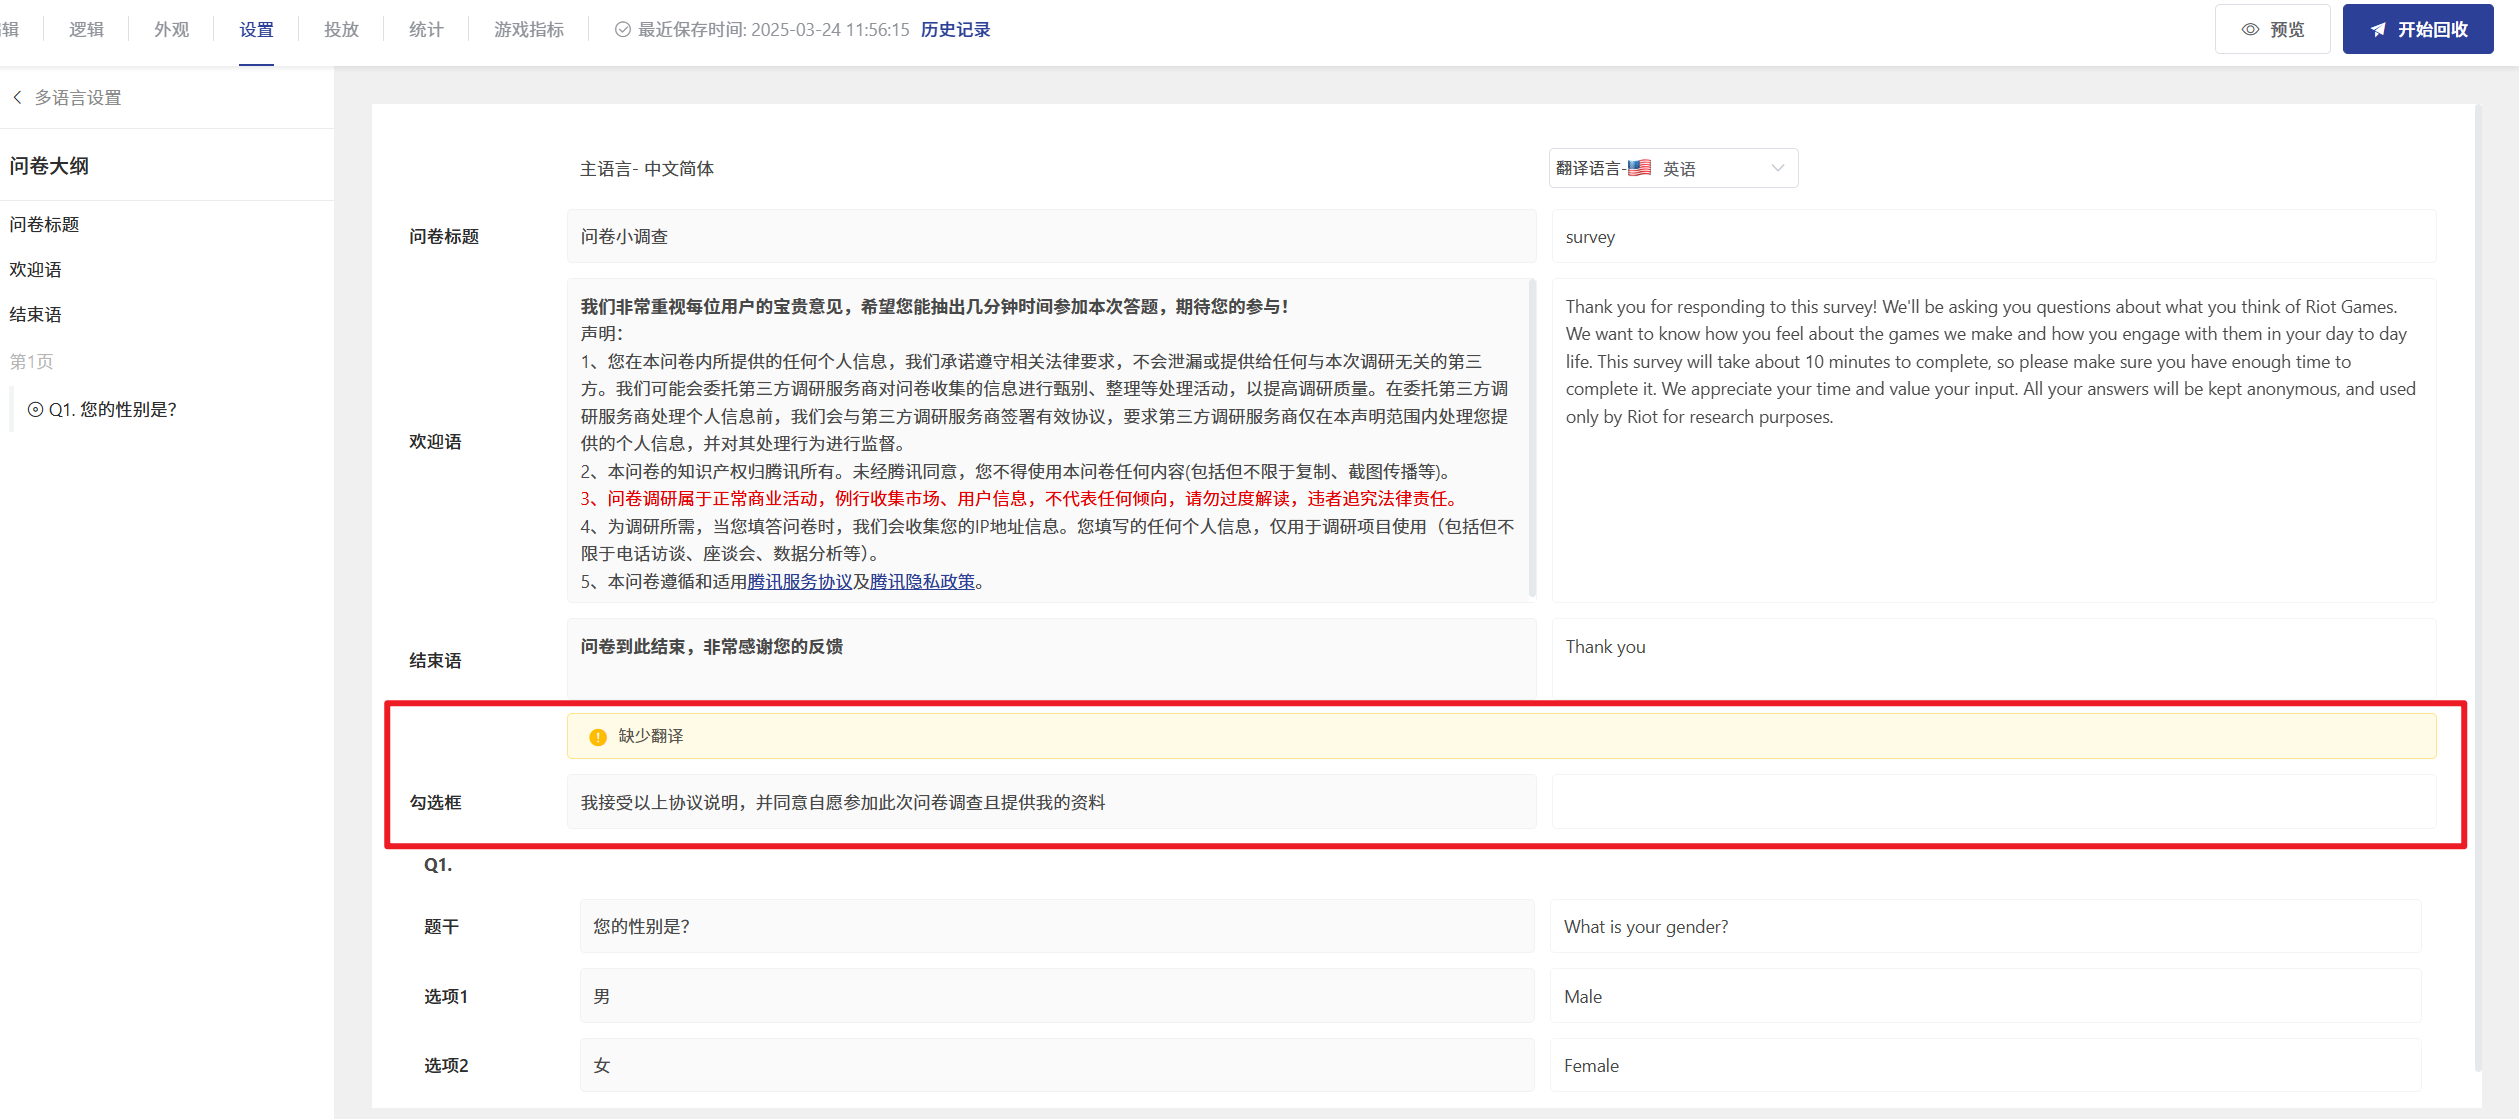 辑 逻辑 外观 设置 投放 统计 游戏指标 最近保存时间: 2025-03-24 11:56:15 历史记录 预览 开始回收
多语言设置
问卷大纲
问卷标题
欢迎语
结束语
第1页
Q1. 您的性别是?
主语言- 中文简体
翻译语言- 英语
问卷标题
问卷小调查
survey
欢迎语
我们非常重视每位用户的宝贵意见，希望您能抽出几分钟时间参加本次答题，期待您的参与！
声明：
1、您在本问卷内所提供的任何个人信息，我们承诺遵守相关法律要求，不会泄漏或提供给任何与本次调研无关的第三
方。我们可能会委托第三方调研服务商对问卷收集的信息进行甄别、整理等处理活动，以提高调研质量。在委托第三方调
研服务商处理个人信息前，我们会与第三方调研服务商签署有效协议，要求第三方调研服务商仅在本声明范围内处理您提
供的个人信息，并对其处理行为进行监督。
2、本问卷的知识产权归腾讯所有。未经腾讯同意，您不得使用本问卷任何内容(包括但不限于复制、截图传播等)。
3、问卷调研属于正常商业活动，例行收集市场、用户信息，不代表任何倾向，请勿过度解读，违者追究法律责任。
4、为调研所需，当您填答问卷时，我们会收集您的IP地址信息。您填写的任何个人信息，仅用于调研项目使用（包括但不
限于电话访谈、座谈会、数据分析等）。
5、本问卷遵循和适用腾讯服务协议及腾讯隐私政策。
Thank you for responding to this survey! We'll be asking you questions about what you think of Riot Games.
We want to know how you feel about the games we make and how you engage with them in your day to day
life. This survey will take about 10 minutes to complete, so please make sure you have enough time to
complete it. We appreciate your time and value your input. All your answers will be kept anonymous, and used
only by Riot for research purposes.
结束语
问卷到此结束，非常感谢您的反馈
Thank you
缺少翻译
勾选框
我接受以上协议说明，并同意自愿参加此次问卷调查且提供我的资料
Q1.
题干
您的性别是?
What is your gender?
选项1
男
Male
选项2
女
Female